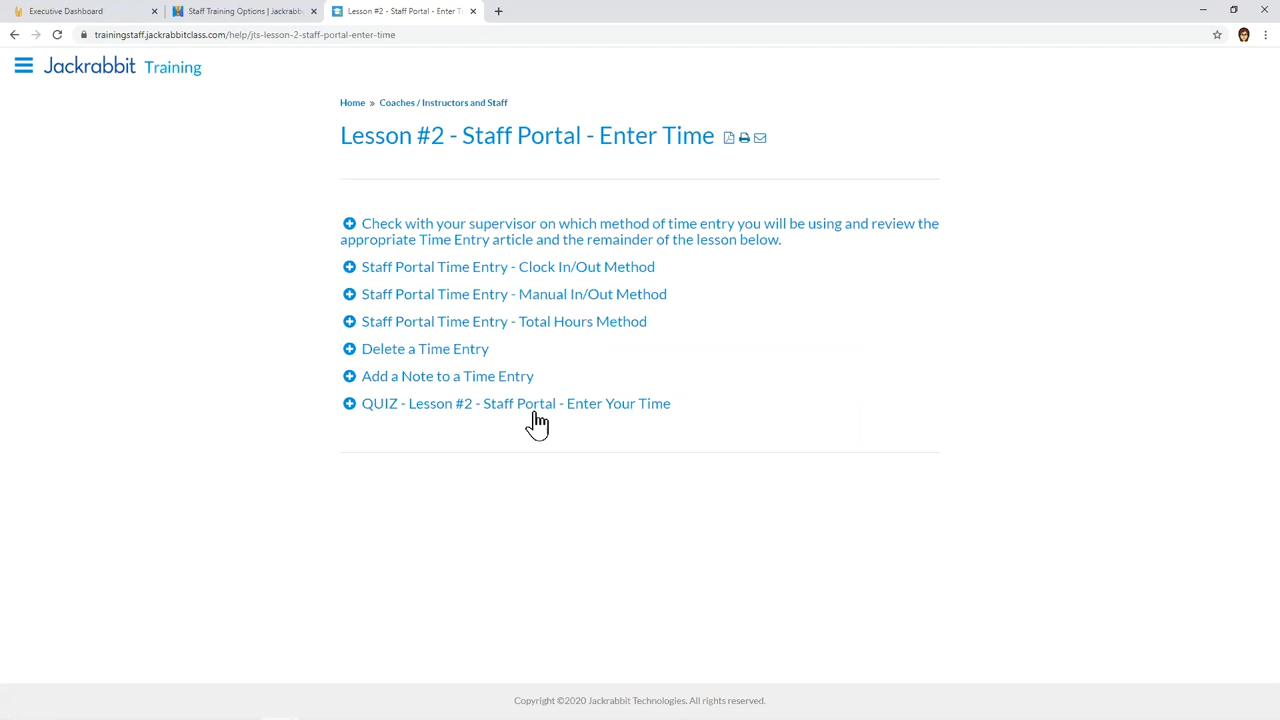 Executive Dashboard
Staff Training Options | Jackrabb
Lesson #2 - Staff Portal - Enter T
trainingstaff.jackrabbitclass.com/help/jts-lesson-2-staff-portal-enter-time
Jackrabbit Training
Home » Coaches / Instructors and Staff
Lesson #2 - Staff Portal - Enter Time
Check with your supervisor on which method of time entry you will be using and review the
appropriate Time Entry article and the remainder of the lesson below.
Staff Portal Time Entry - Clock In/Out Method
Staff Portal Time Entry - Manual In/Out Method
Staff Portal Time Entry - Total Hours Method
Delete a Time Entry
Add a Note to a Time Entry
QUIZ - Lesson #2 - Staff Portal - Enter Your Time
Copyright ©2020 Jackrabbit Technologies. All rights reserved.